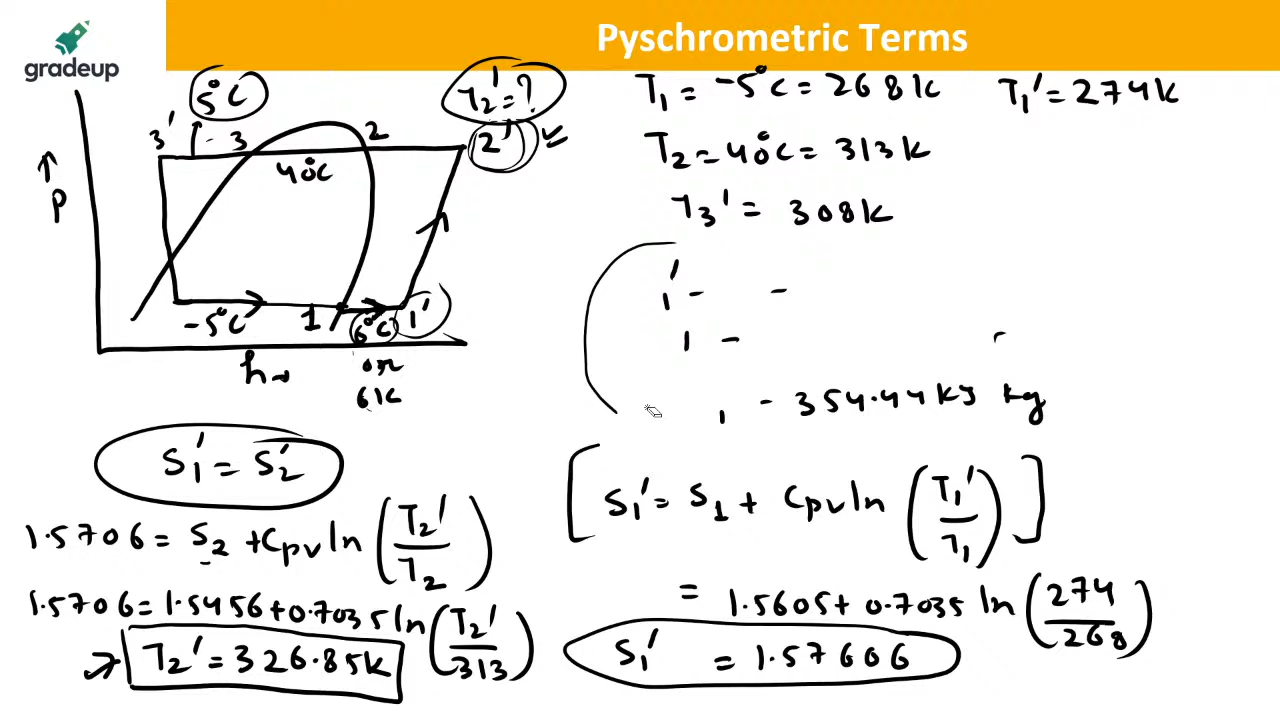 Pyschrometric Terms
gradeup
5°C
T2' = ?
3'
3
2
2'
40°C
↑
P
-5°C
1
6°C
1'
h→
or
6K
T1 = -5°C = 268K
T1' = 274K
T2 = 40°C = 313K
T3' = 308K
1' - -
1 -
1 - 354.44 kJ kg
S1' = S2'
1.5706 = S2 + Cpv ln (T2'/T2)
1.5706 = 1.5456 + 0.7035 ln (T2'/313)
T2' = 326.85K
[S1' = S1 + Cpv ln (T1'/T1)]
= 1.5605 + 0.7035 ln (274/268)
S1' = 1.57606